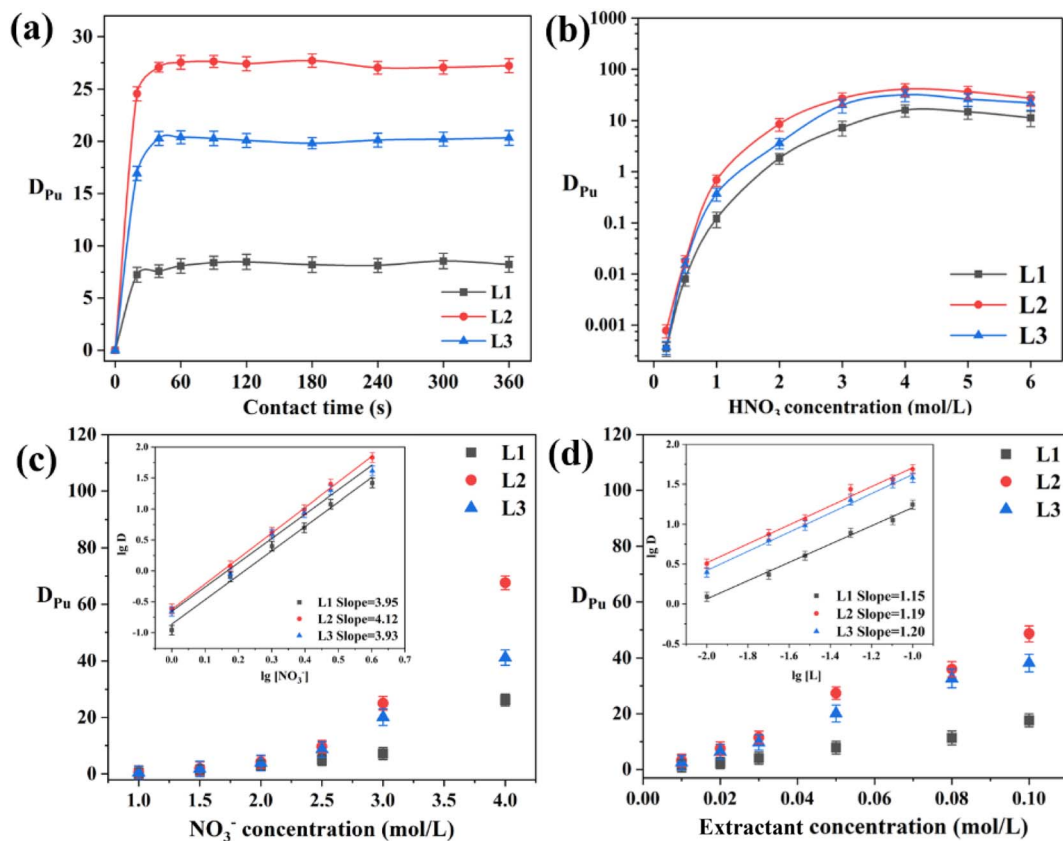 (a)
30
25
20
15
10
5
0
D_Pu
L1
L2
L3
0 60 120 180 240 300 360
Contact time (s)
(b)
1000
100
10
1
0.1
0.01
0.001
D_Pu
L1
L2
L3
0 1 2 3 4 5 6
HNO₃ concentration (mol/L)
(c)
120
100
80
60
40
20
0
D_Pu
L1
L2
L3
2.0
1.5
1.0
0.5
0.0
-0.5
-1.0
lg D
L1 Slope=3.95
L2 Slope=4.12
L3 Slope=3.93
0.0 0.1 0.2 0.3 0.4 0.5 0.6 0.7
lg [NO₃⁻]
1.0 1.5 2.0 2.5 3.0 3.5 4.0
NO₃⁻ concentration (mol/L)
(d)
120
100
80
60
40
20
0
D_Pu
L1
L2
L3
2.0
1.5
1.0
0.5
0.0
-0.5
lg D
L1 Slope=1.15
L2 Slope=1.19
L3 Slope=1.20
-2.0 -1.8 -1.6 -1.4 -1.2 -1.0
lg [L]
0.02 0.04 0.06 0.08 0.10
Extractant concentration (mol/L)